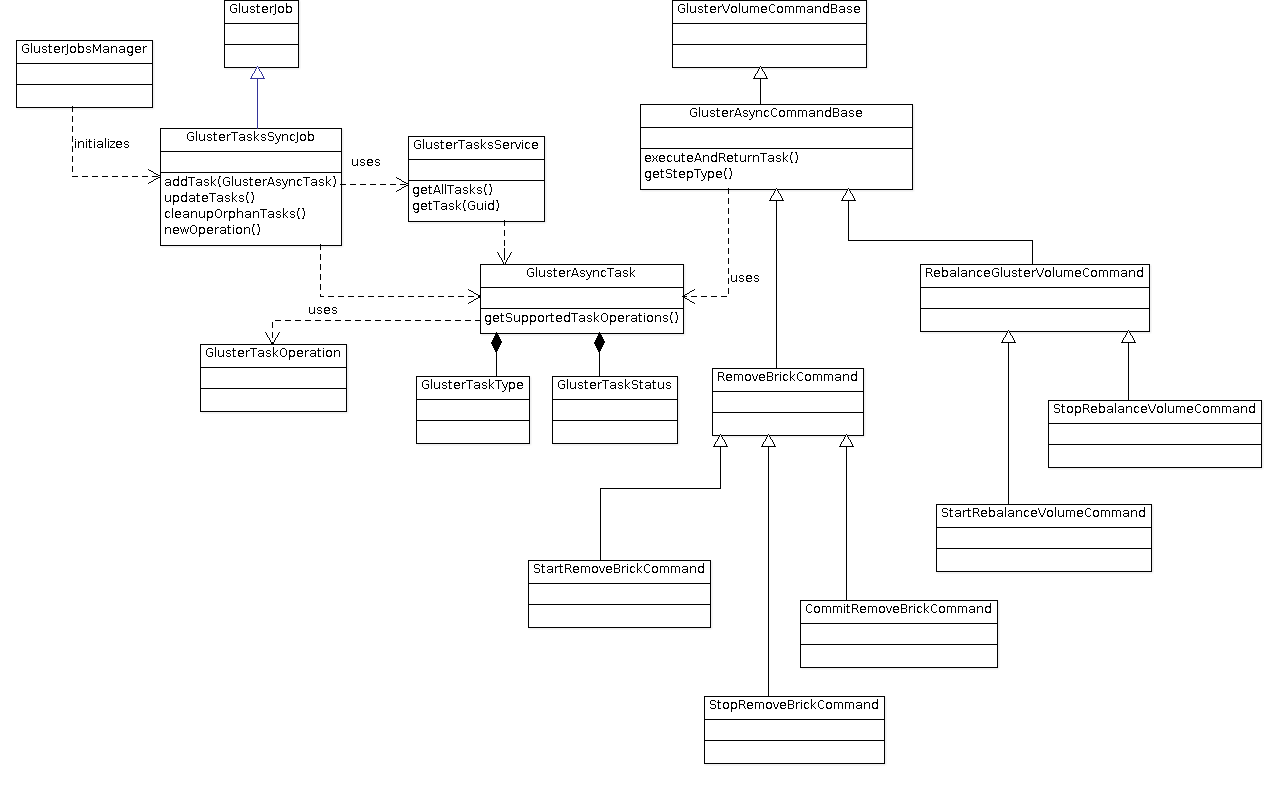 GlusterJob
GlusterVolumeCommandBase
GlusterJobsManager
GlusterAsyncCommandBase
executeAndReturnTask()
getStepType()
initializes
GlusterTasksSyncJob
addTask(GlusterAsyncTask)
updateTasks()
cleanupOrphanTasks()
newOperation()
uses
GlusterTasksService
getAllTasks()
getTask(Guid)
GlusterAsyncTask
getSupportedTaskOperations()
uses
RebalanceGlusterVolumeCommand
uses
GlusterTaskOperation
GlusterTaskType
GlusterTaskStatus
RemoveBrickCommand
StopRebalanceVolumeCommand
StartRebalanceVolumeCommand
StartRemoveBrickCommand
CommitRemoveBrickCommand
StopRemoveBrickCommand